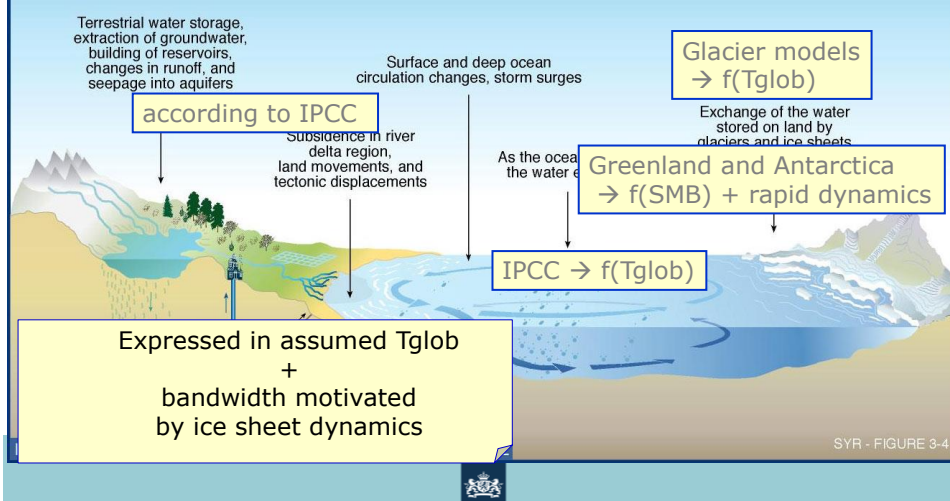 Terrestrial water storage,
extraction of groundwater,
building of reservoirs,
changes in runoff, and
seepage into aquifers
according to IPCC
Subsidence in river
delta region,
land movements, and
tectonic displacements
Surface and deep ocean
circulation changes, storm surges
As the ocea
the water e
IPCC → f(Tglob)
Glacier models
→ f(Tglob)
Exchange of the water
stored on land by
glaciers and ice sheets
Greenland and Antarctica
→ f(SMB) + rapid dynamics
Expressed in assumed Tglob
+
bandwidth motivated
by ice sheet dynamics
SYR - FIGURE 3-4